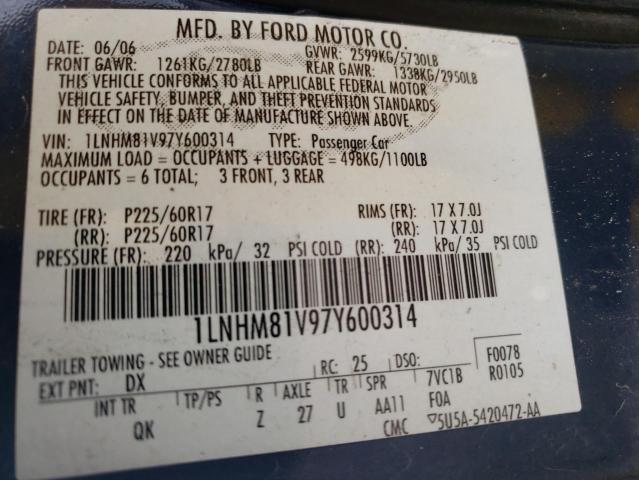 MFD. BY FORD MOTOR CO.
DATE: 06/06 GVWR: 2599KG/5730LB
FRONT GAWR: 1261KG/2780LB REAR GAWR: 1338KG/2950LB
THIS VEHICLE CONFORMS TO ALL APPLICABLE FEDERAL MOTOR
VEHICLE SAFETY, BUMPER, AND THEFT PREVENTION STANDARDS
IN EFFECT ON THE DATE OF MANUFACTURE SHOWN ABOVE.
VIN: 1LNHM81V97Y600314 TYPE: Passenger Car
MAXIMUM LOAD = OCCUPANTS + LUGGAGE = 498KG/1100LB
OCCUPANTS = 6 TOTAL; 3 FRONT, 3 REAR
TIRE (FR): P225/60R17 RIMS (FR): 17 X 7.0J
(RR): P225/60R17 (RR): 17 X 7.0J
PRESSURE (FR): 220 kPa/ 32 PSI COLD (RR): 240 kPa/ 35 PSI COLD
1LNHM81V97Y600314
TRAILER TOWING - SEE OWNER GUIDE
EXT PNT: DX RC: 25 DSO: F0078
R0105
INT TR TP/PS R AXLE TR SPR 7VC1B
QK Z 27 U AA11 FOA
CMC ▽5U5A-5420472-AA